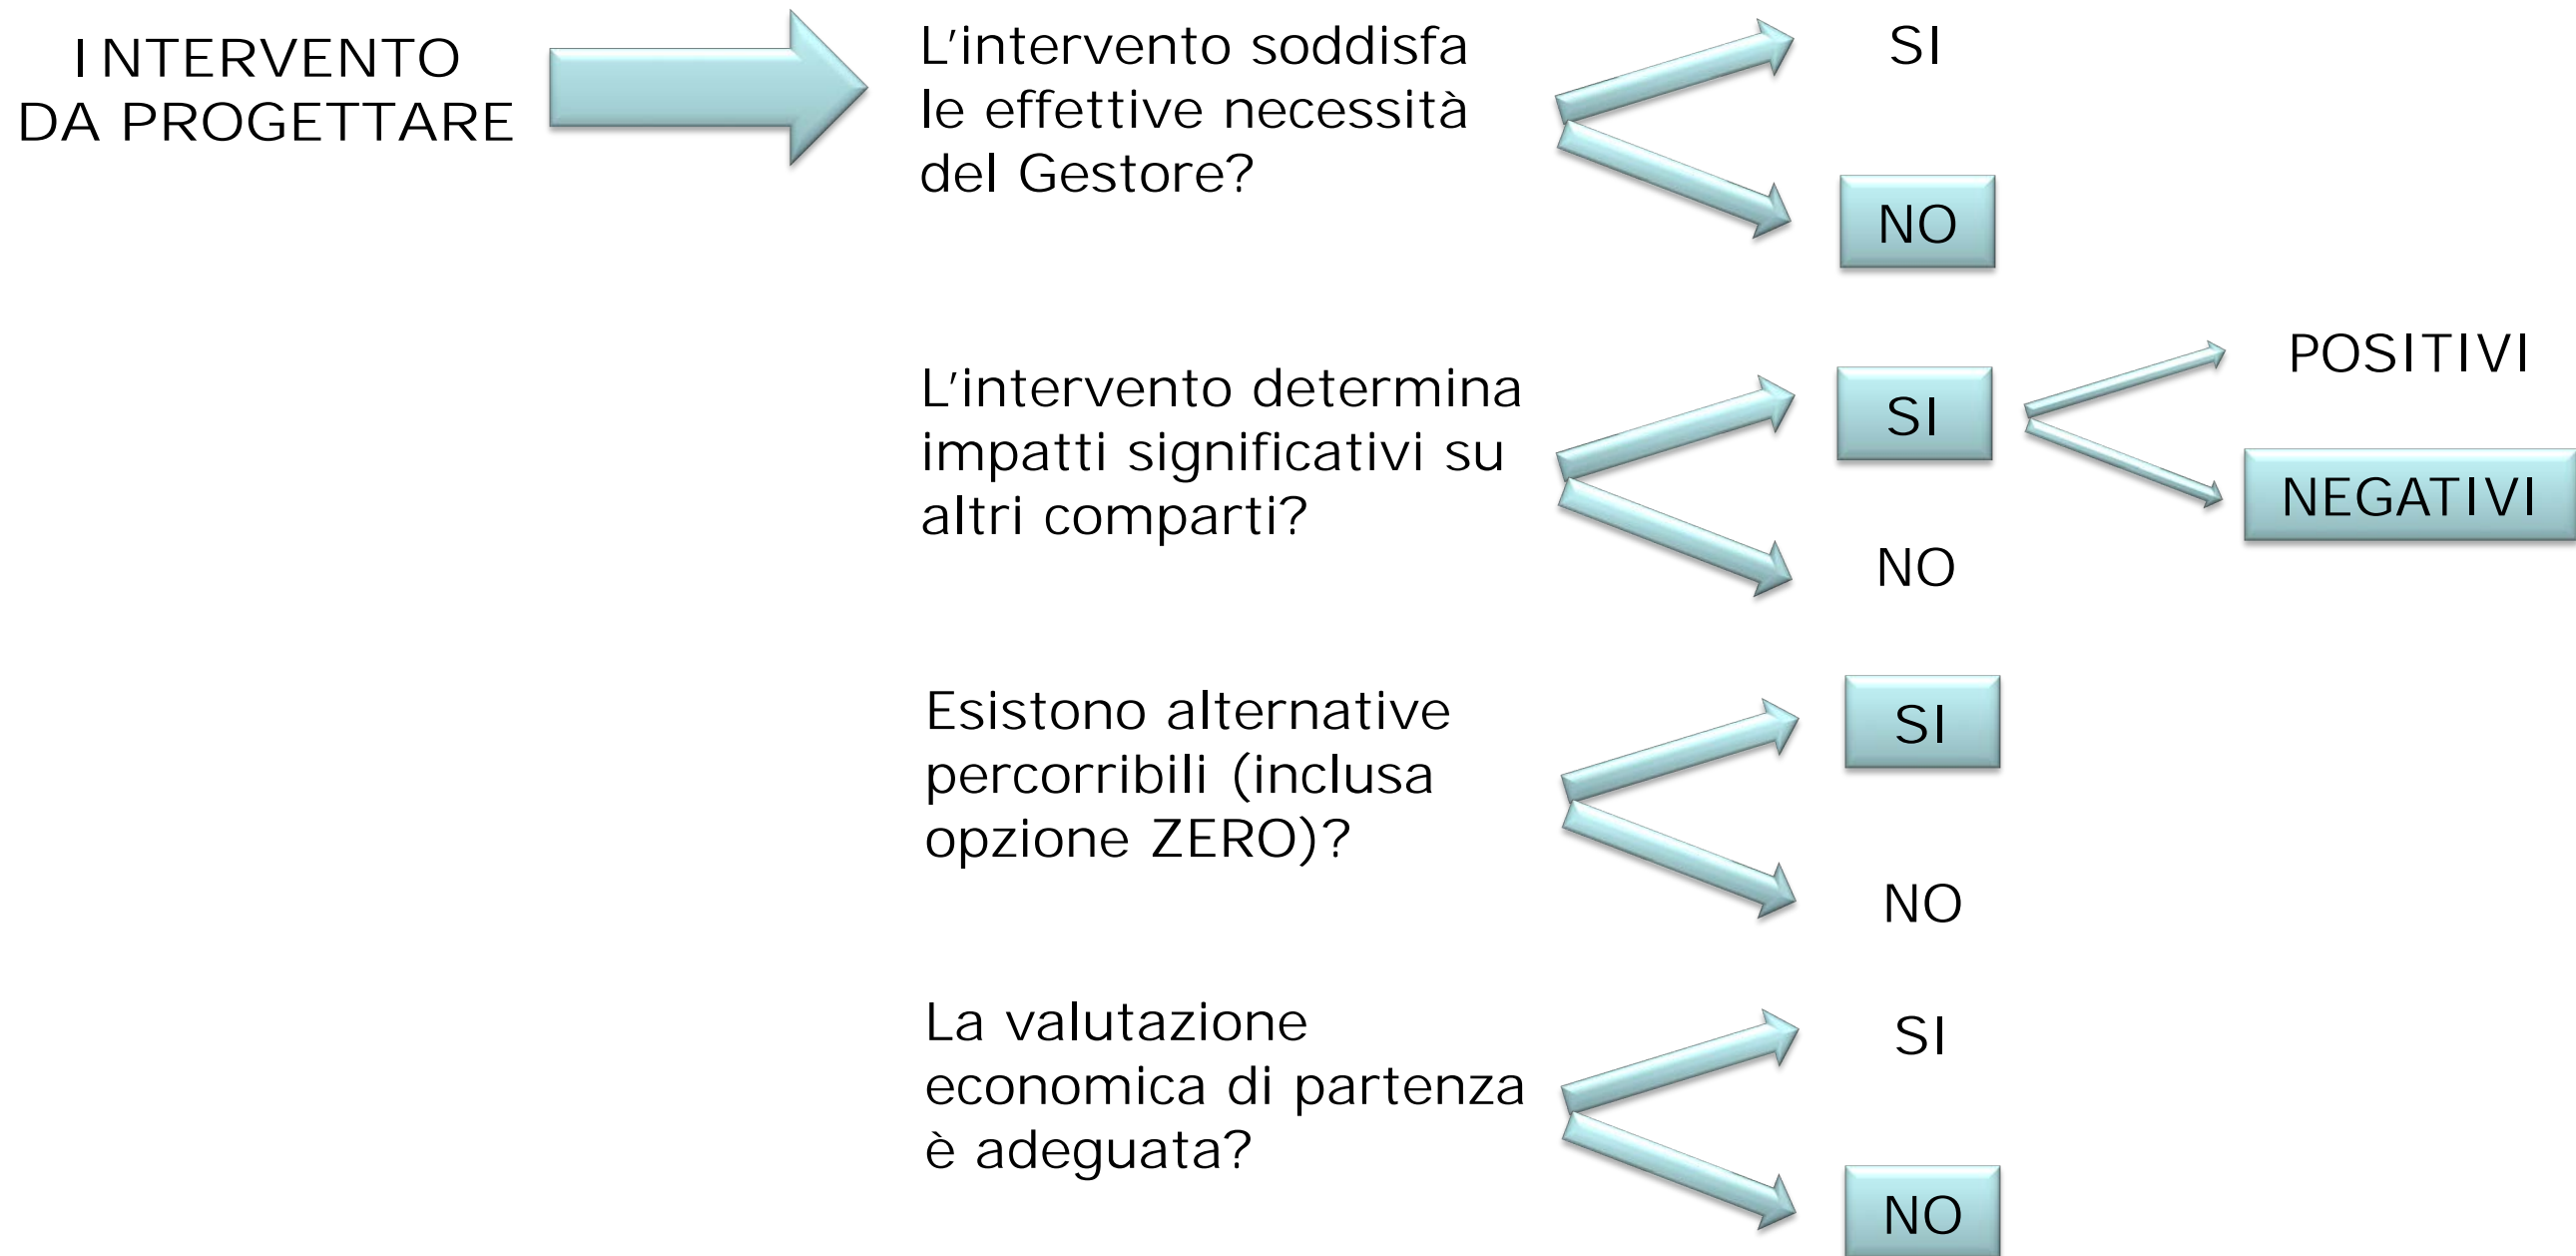 INTERVENTO
DA PROGETTARE
L'intervento soddisfa
le effettive necessità
del Gestore?
SI
NO
L'intervento determina
impatti significativi su
altri comparti?
SI
NO
POSITIVI
NEGATIVI
Esistono alternative
percorribili (inclusa
opzione ZERO)?
SI
NO
La valutazione
economica di partenza
è adeguata?
SI
NO